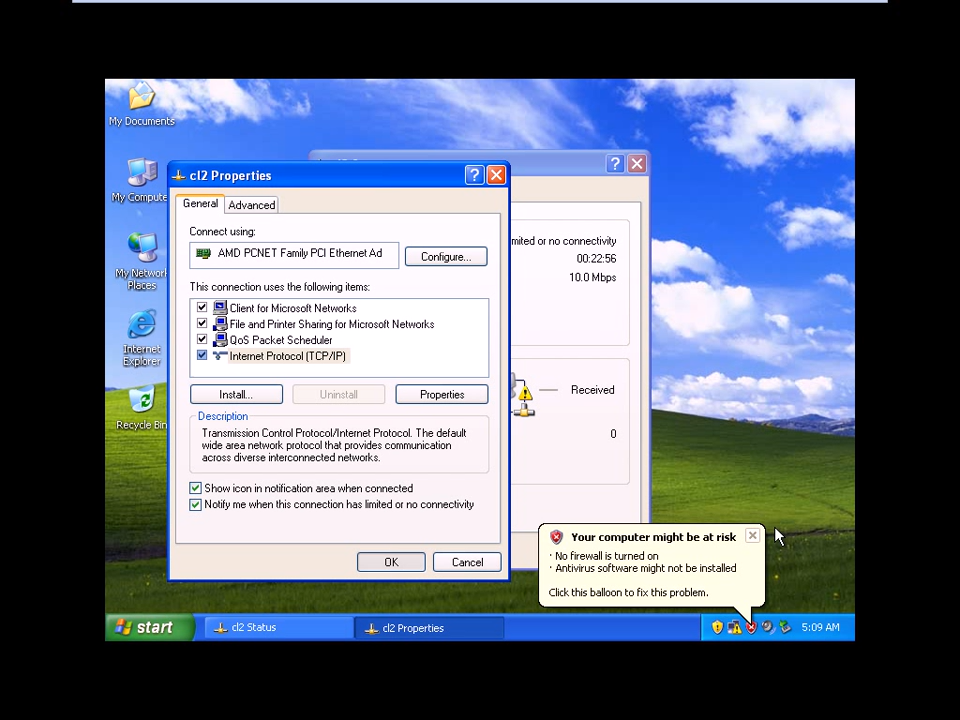 My Documents
My Compute
My Network
Places
Internet
Explorer
Recycle Bin
cl2 Properties
General
Advanced
Connect using:
AMD PCNET Family PCI Ethernet Ad
Configure...
This connection uses the following items:
Client for Microsoft Networks
File and Printer Sharing for Microsoft Networks
QoS Packet Scheduler
Internet Protocol (TCP/IP)
Install...
Uninstall
Properties
Description
Transmission Control Protocol/Internet Protocol. The default
wide area network protocol that provides communication
across diverse interconnected networks.
Show icon in notification area when connected
Notify me when this connection has limited or no connectivity
OK
Cancel
mited or no connectivity
00:22:56
10.0 Mbps
Received
0
Your computer might be at risk
· No firewall is turned on
· Antivirus software might not be installed
Click this balloon to fix this problem.
start
cl2 Status
cl2 Properties
5:09 AM